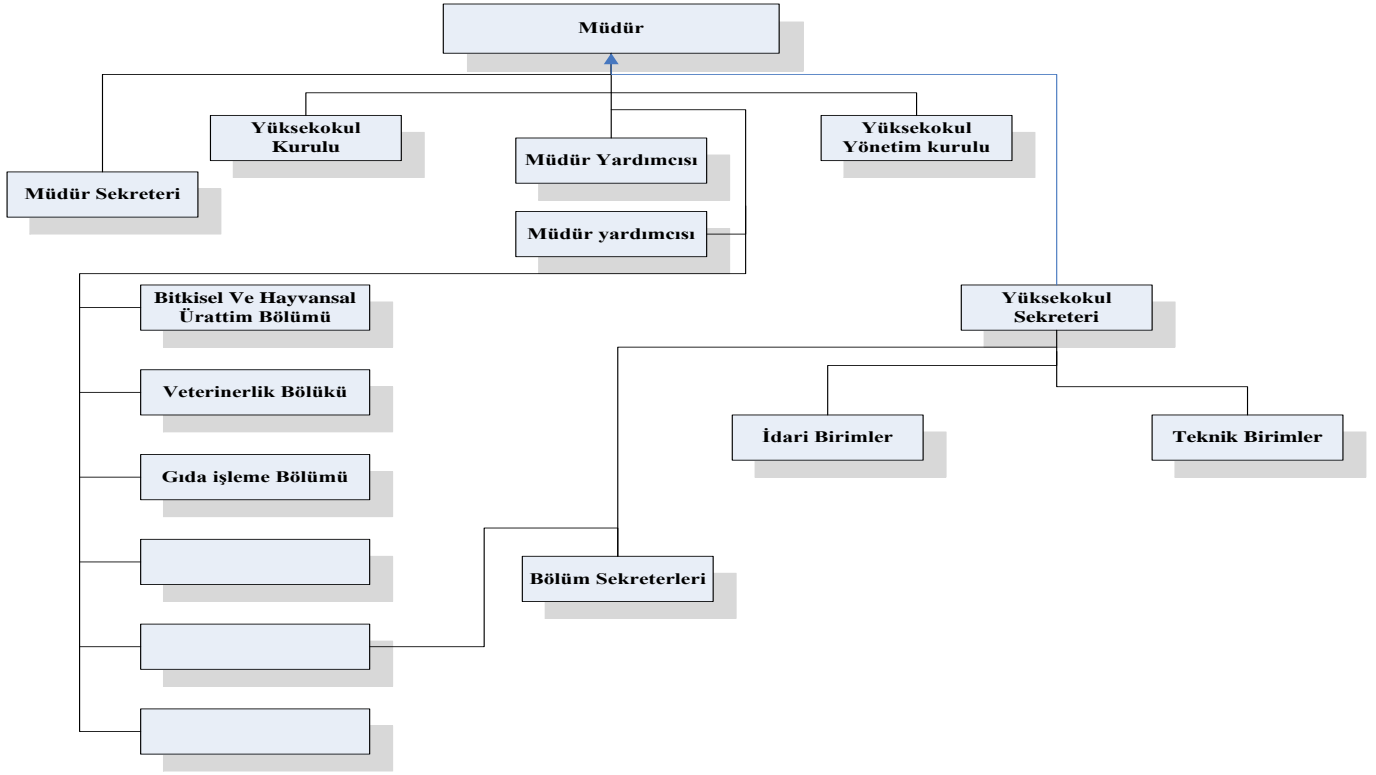 Müdür
Yüksekokul
Kurulu
Müdür Yardımcısı
Yüksekokul
Yönetim kurulu
Müdür Sekreteri
Müdür yardımcısı
Bitkisel Ve Hayvansal
Ürattim Bölümü
Yüksekokul
Sekreteri
Veterinerlik Bölükü
İdari Birimler
Teknik Birimler
Gıda işleme Bölümü
Bölüm Sekreterleri